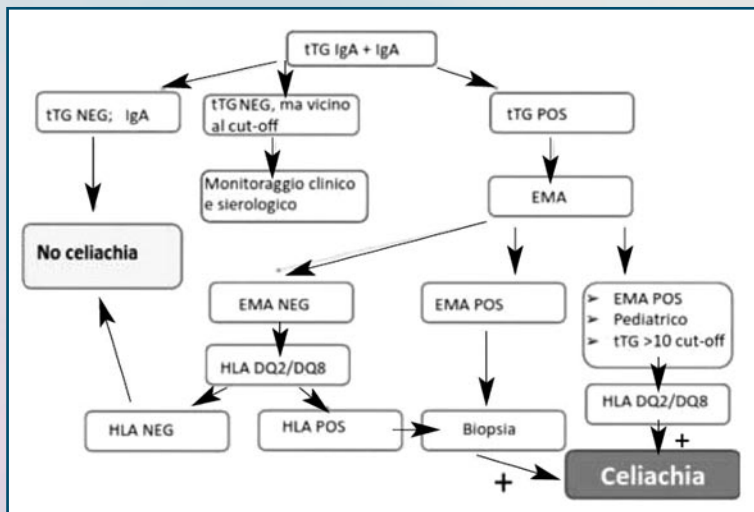 tTG IgA + IgA
tTG NEG; IgA
tTG NEG, ma vicino
al cut-off
tTG POS
Monitoraggio clinico
e sierologico
EMA
No celiachia
EMA NEG
EMA POS
➢ EMA POS
➢ Pediatrico
➢ tTG >10 cut-off
HLA DQ2/DQ8
HLA DQ2/DQ8
HLA NEG
HLA POS
Biopsia
+
+
Celiachia